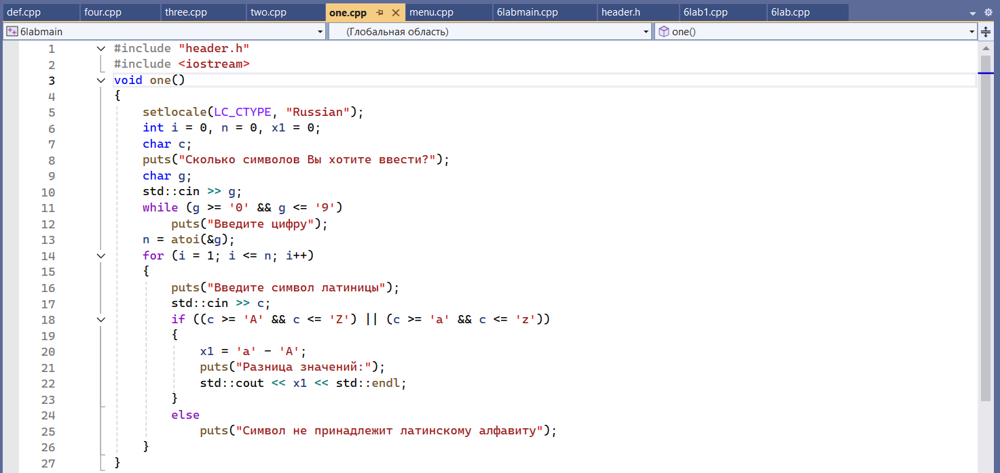 def.cpp four.cpp three.cpp two.cpp one.cpp menu.cpp 6labmain.cpp header.h 6lab1.cpp 6lab.cpp
6labmain (Глобальная область) one()
1 #include "header.h"
2 #include <iostream>
3 void one()
4 {
5 setlocale(LC_CTYPE, "Russian");
6 int i = 0, n = 0, x1 = 0;
7 char c;
8 puts("Сколько символов Вы хотите ввести?");
9 char g;
10 std::cin >> g;
11 while (g >= '0' && g <= '9')
12 puts("Введите цифру");
13 n = atoi(&g);
14 for (i = 1; i <= n; i++)
15 {
16 puts("Введите символ латиницы");
17 std::cin >> c;
18 if ((c >= 'A' && c <= 'Z') || (c >= 'a' && c <= 'z'))
19 {
20 x1 = 'a' - 'A';
21 puts("Разница значений:");
22 std::cout << x1 << std::endl;
23 }
24 else
25 puts("Символ не принадлежит латинскому алфавиту");
26 }
27 }